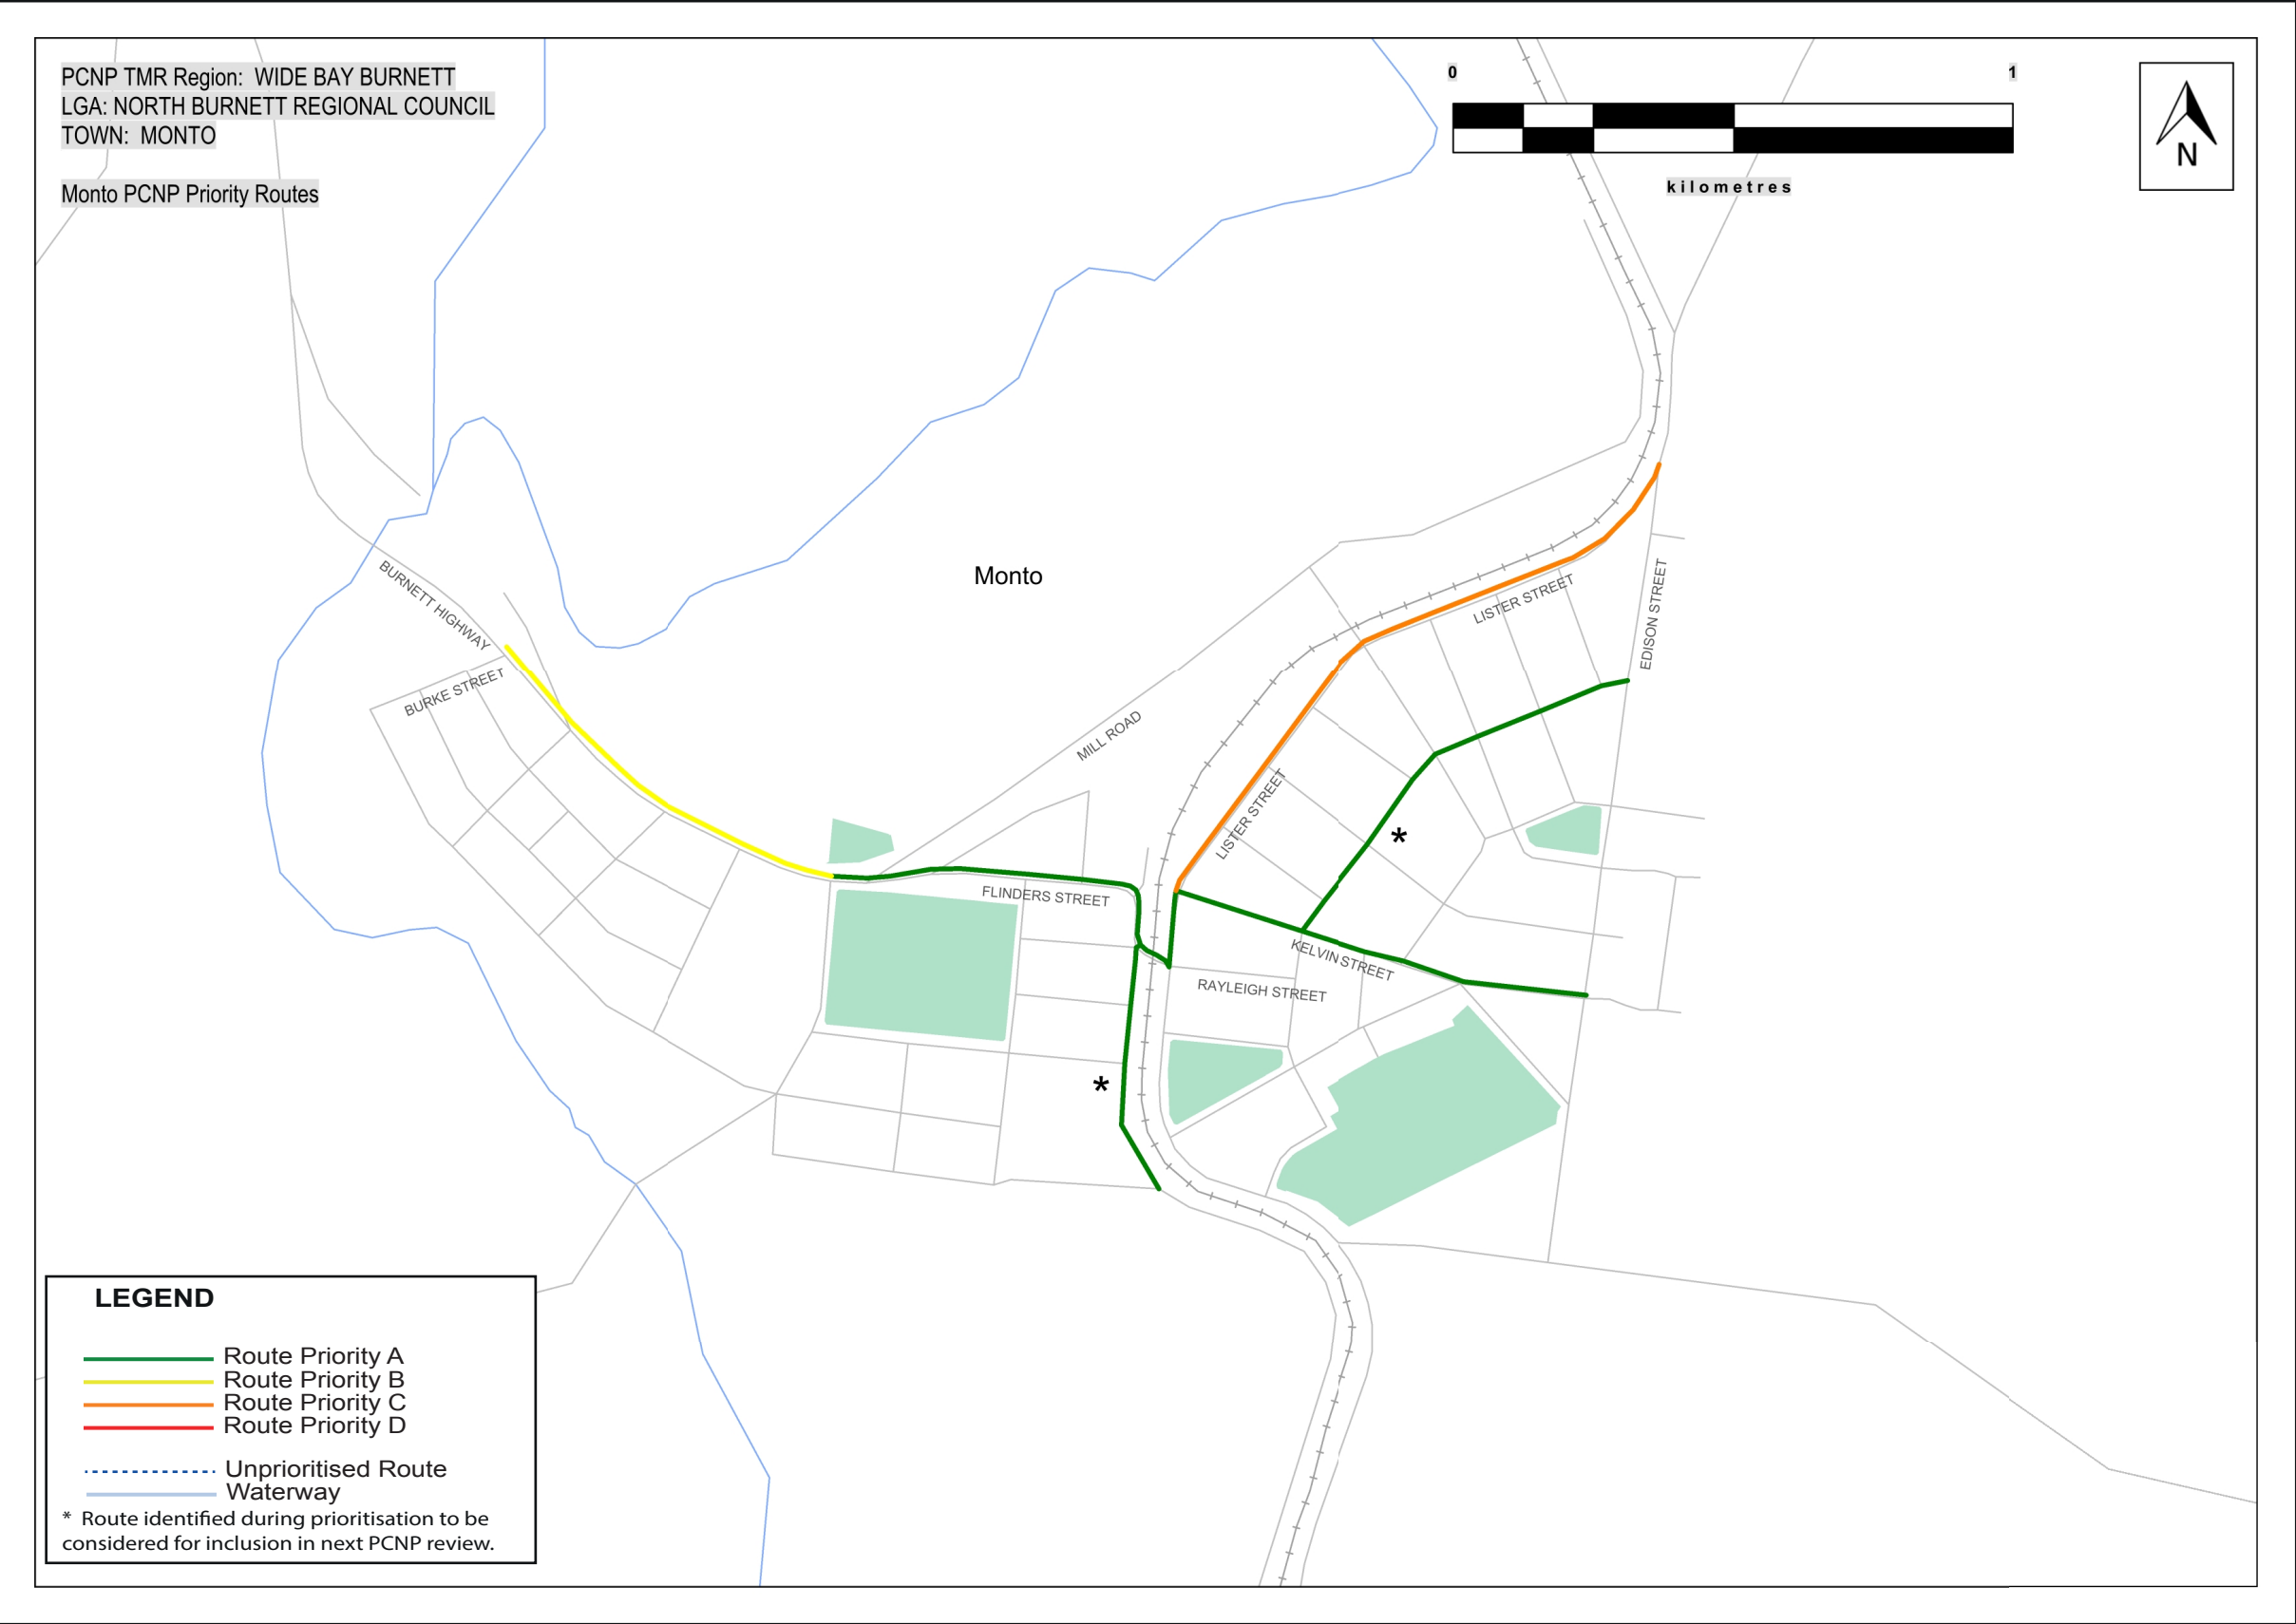 PCNP TMR Region:  WIDE BAY BURNETT
LGA: NORTH BURNETT REGIONAL COUNCIL
TOWN:  MONTO
Monto PCNP Priority Routes
0
1
kilometres
N
Monto
BURNETT HIGHWAY
BURKE STREET
MILL ROAD
LISTER STREET
EDISON STREET
LISTER STREET
*
FLINDERS STREET
KELVIN STREET
RAYLEIGH STREET
*
LEGEND
Route Priority A
Route Priority B
Route Priority C
Route Priority D
Unprioritised Route
Waterway
*  Route identified during prioritisation to be
considered for inclusion in next PCNP review.